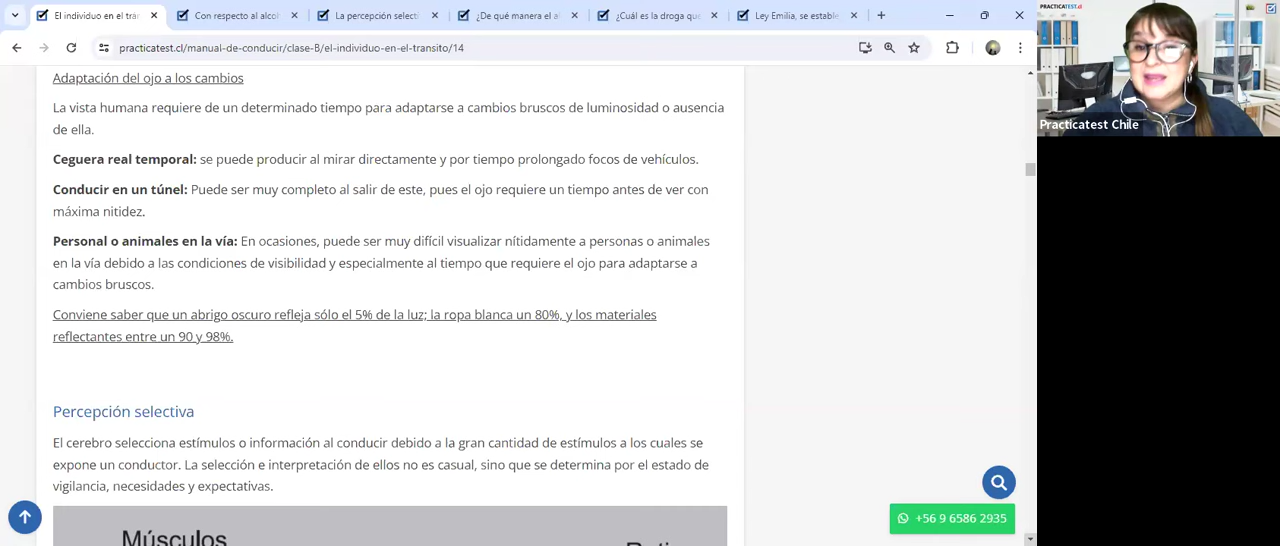 El individuo en el trán
on respecto al alcoh
ción selecti
¿De que manera el a
¿Cuál es la droga que
Ley Emilia, se estable
practicatest.cl/manual-de-conducir/clase-B/el-individuo-en-el-transito/14
PRACTICATEST.cl
Practicatest Chile
Adaptación del ojo a los cambios
La vista humana requiere de un determinado tiempo para adecuarse a cambios bruscos de luminosidad o ausencia
de ella.
Ceguera real temporal: se puede producir al mirar directamente y por tiempo prolongado focos de vehículos.
Conducir en un túnel: Puede ser muy completo al salir de este, pues el ojo requiere un tiempo antes de ver con
máxima nitidez.
Personal o animales en la vía: En ocasiones, puede ser muy difícil visualizar nítidamente a personas o animales
en la vía debido a las condiciones de visibilidad y especialmente al tiempo que requiere el ojo para adaptarse a
cambios bruscos.
Conviene saber que un abrigo oscuro refleja sólo el 5% de la luz; la ropa blanca un 80%, y los materiales
reflectantes entre un 90 y 98%.
Percepción selectiva
El cerebro selecciona estímulos o información al conducir debido a la gran cantidad de estímulos a los cuales se
expone un conductor. La selección e interpretación de ellos no es casual, sino que se determina por el estado de
vigilancia, necesidades y expectativas.
+56 9 6586 2935
Músculos